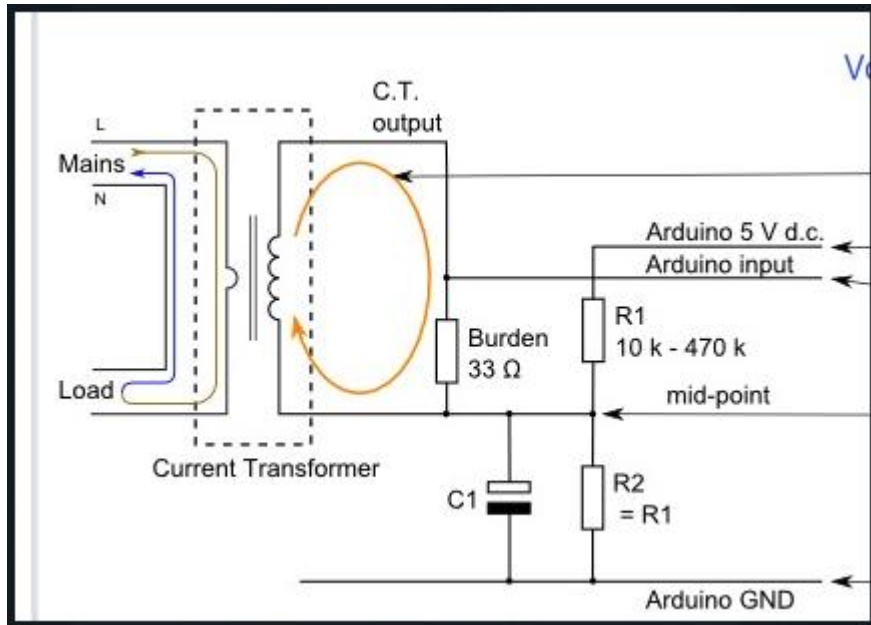 Vo
C.T.
output
L
Mains
N
Arduino 5 V d.c.
Arduino input
R1
10 k - 470 k
Burden
33 Ω
mid-point
Load
Current Transformer
C1
R2
= R1
Arduino GND